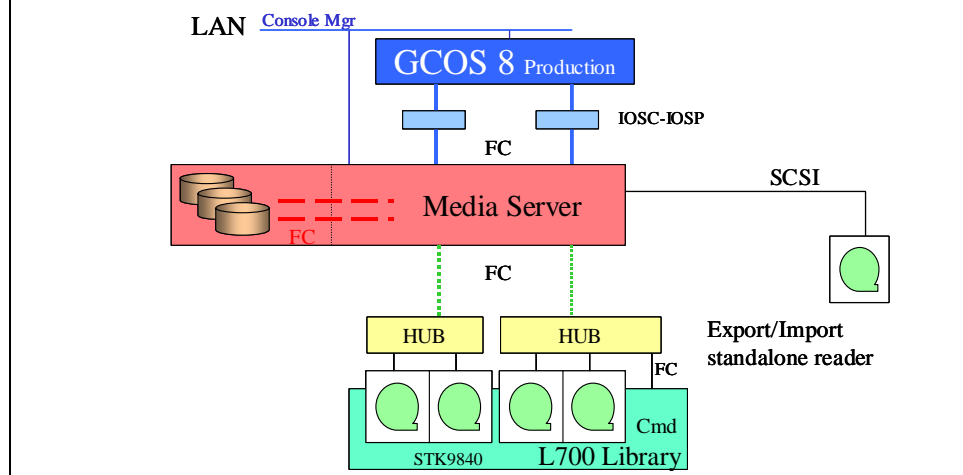 LAN
Console Mgr
GCOS 8 Production
IOSC-IOSP
FC
SCSI
Media Server
FC
FC
HUB
HUB
Export/Import
standalone reader
FC
Cmd
STK9840
L700 Library